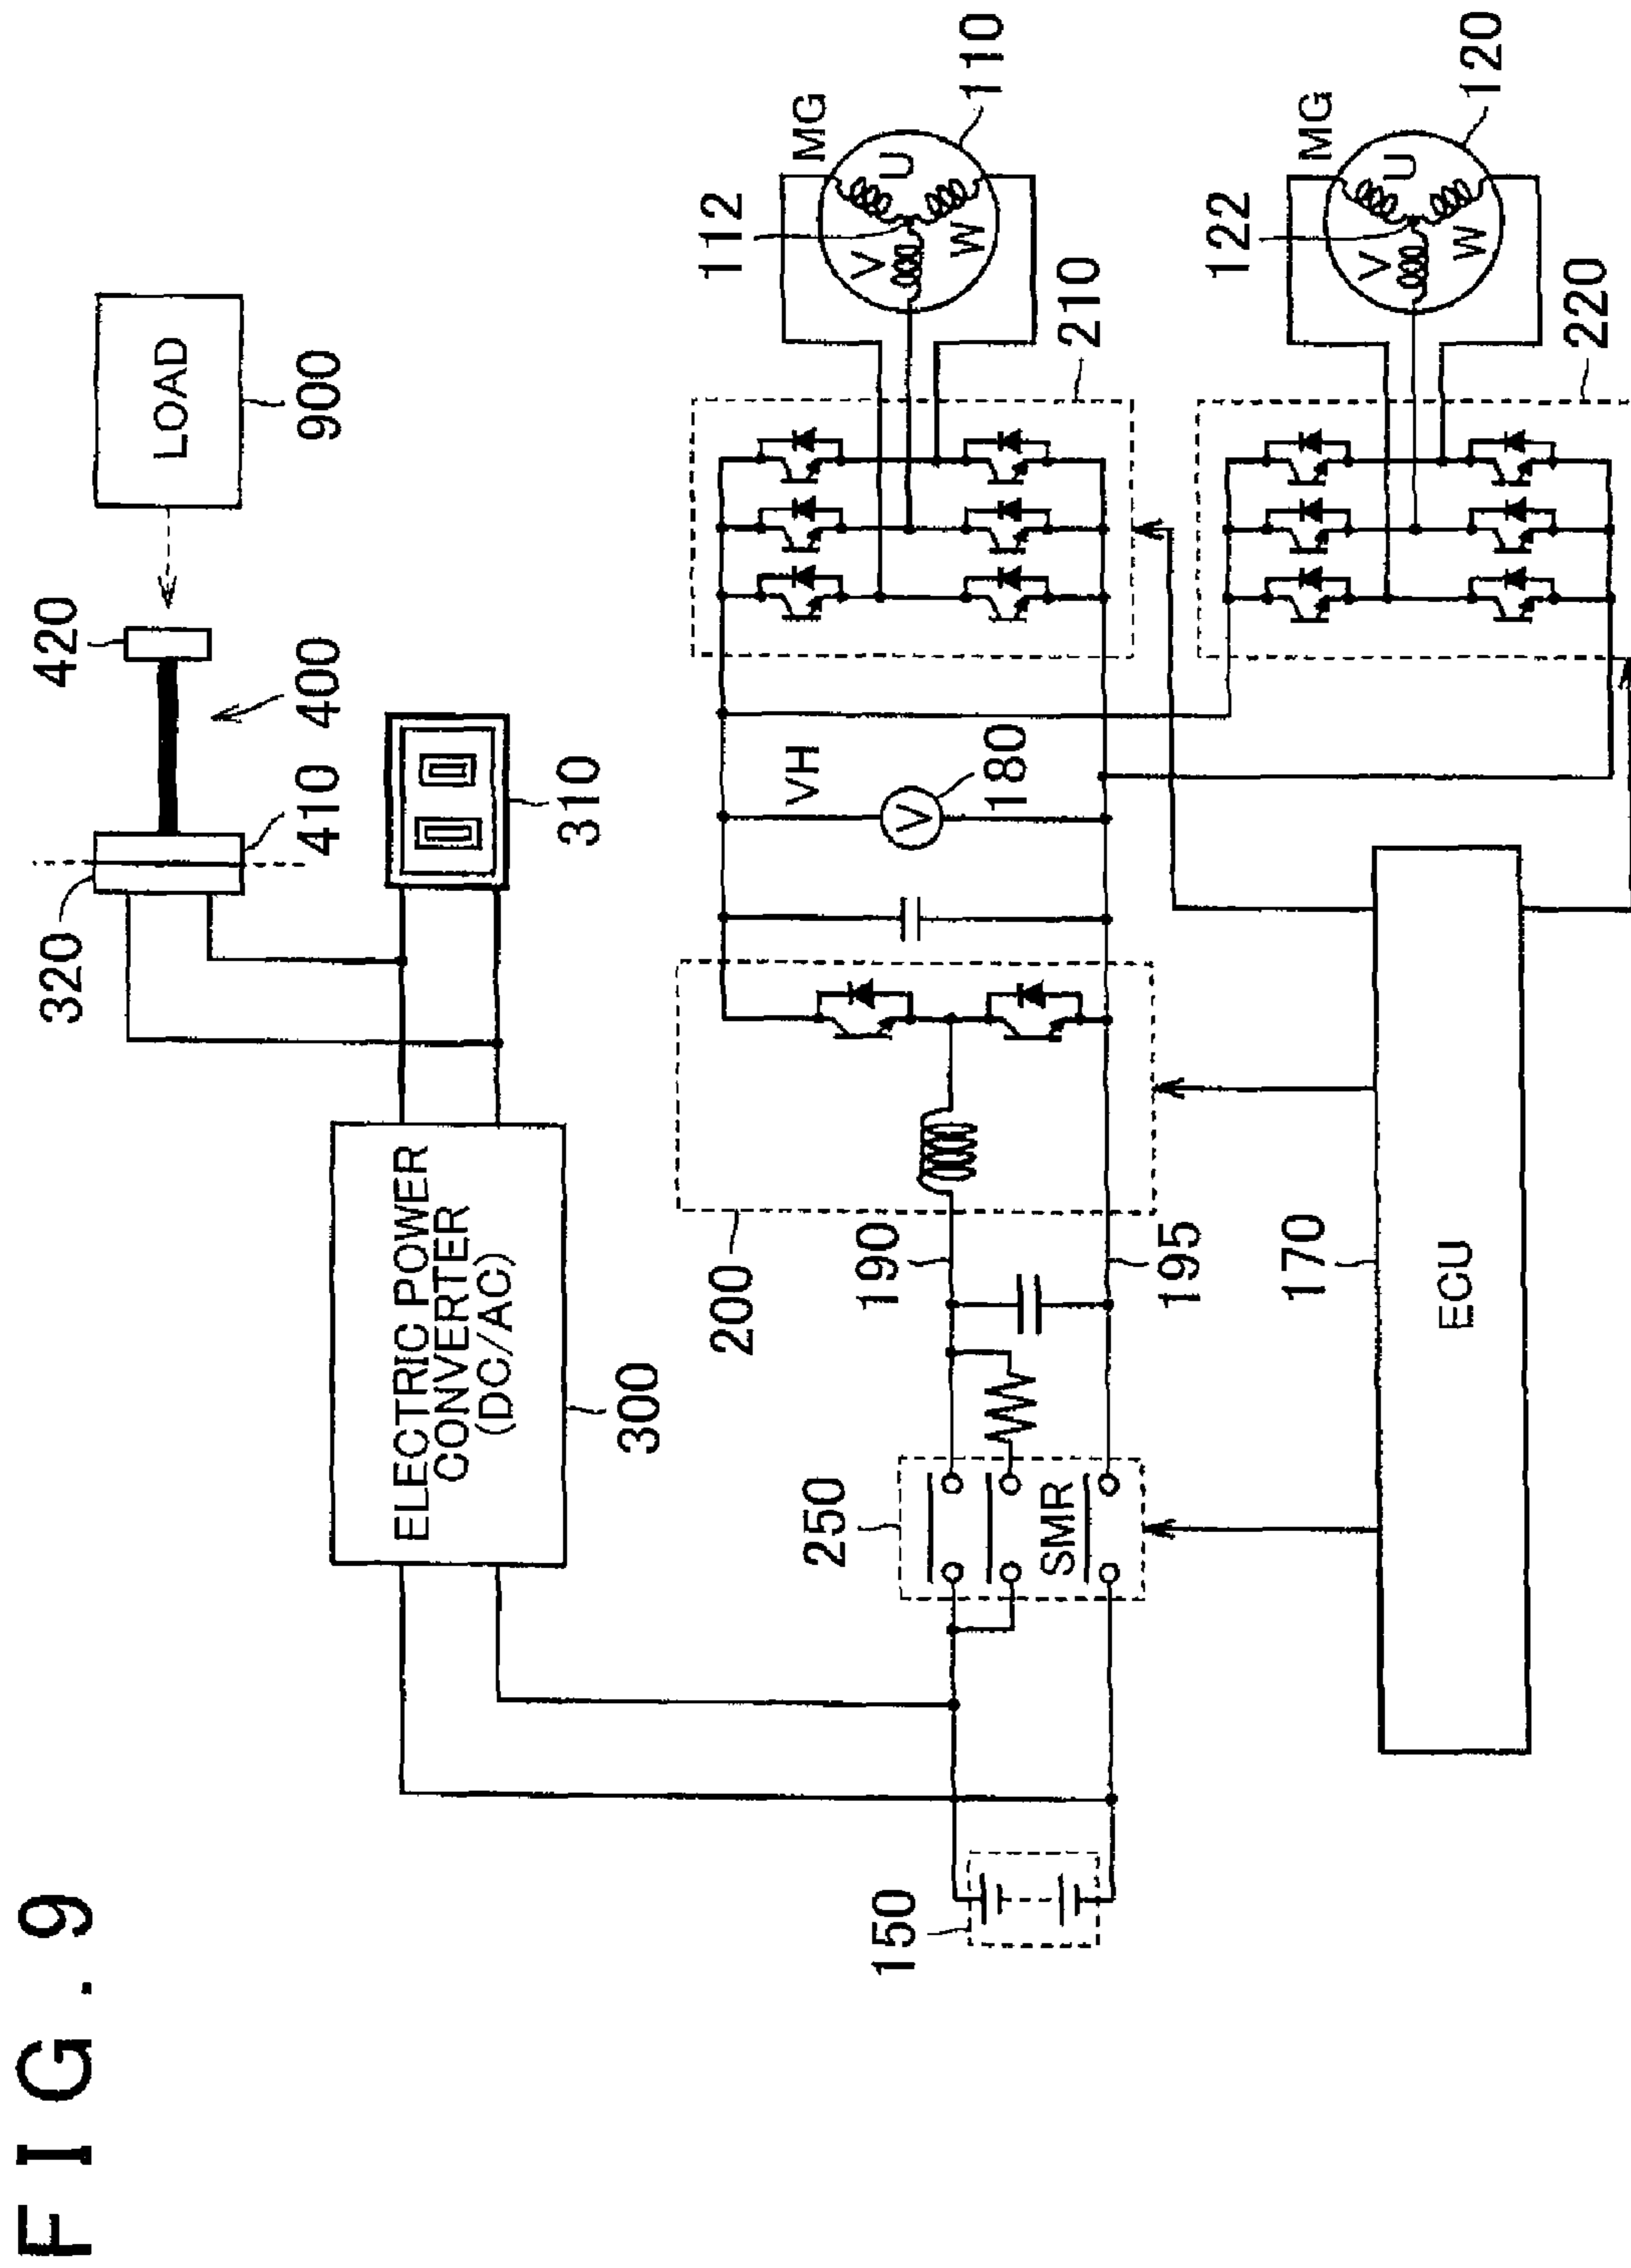 FIG. 9
LOAD
900
420
400
410
320
310
ELECTRIC POWER
CONVERTER
(DC/AC)
300
MG
110
112
U
V
W
210
MG
120
122
U
V
W
220
VH
V
180
200
190
195
250
SMR
150
170
ECU